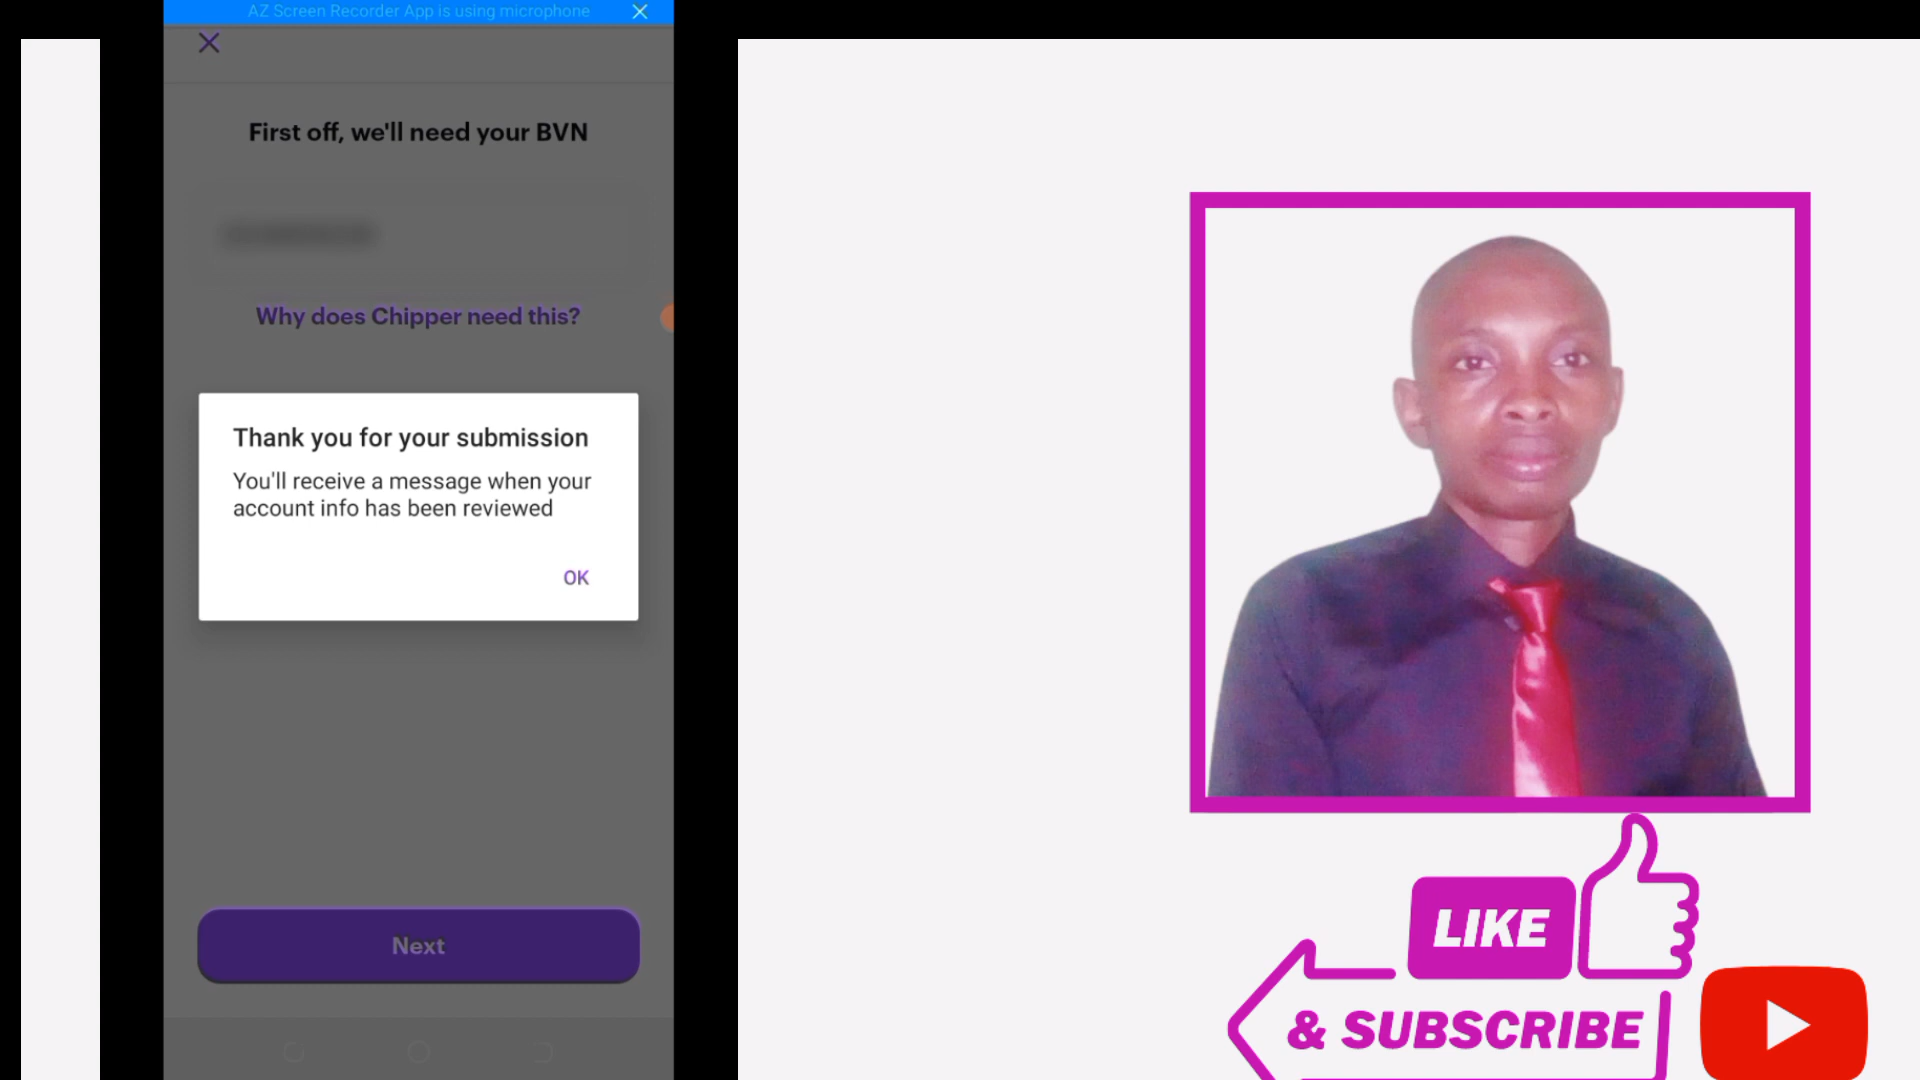 AZ Screen Recorder App is using microphone
First off, we'll need your BVN
Why does Chipper need this?
Thank you for your submission
You'll receive a message when your
account info has been reviewed
OK
Next
LIKE
& SUBSCRIBE